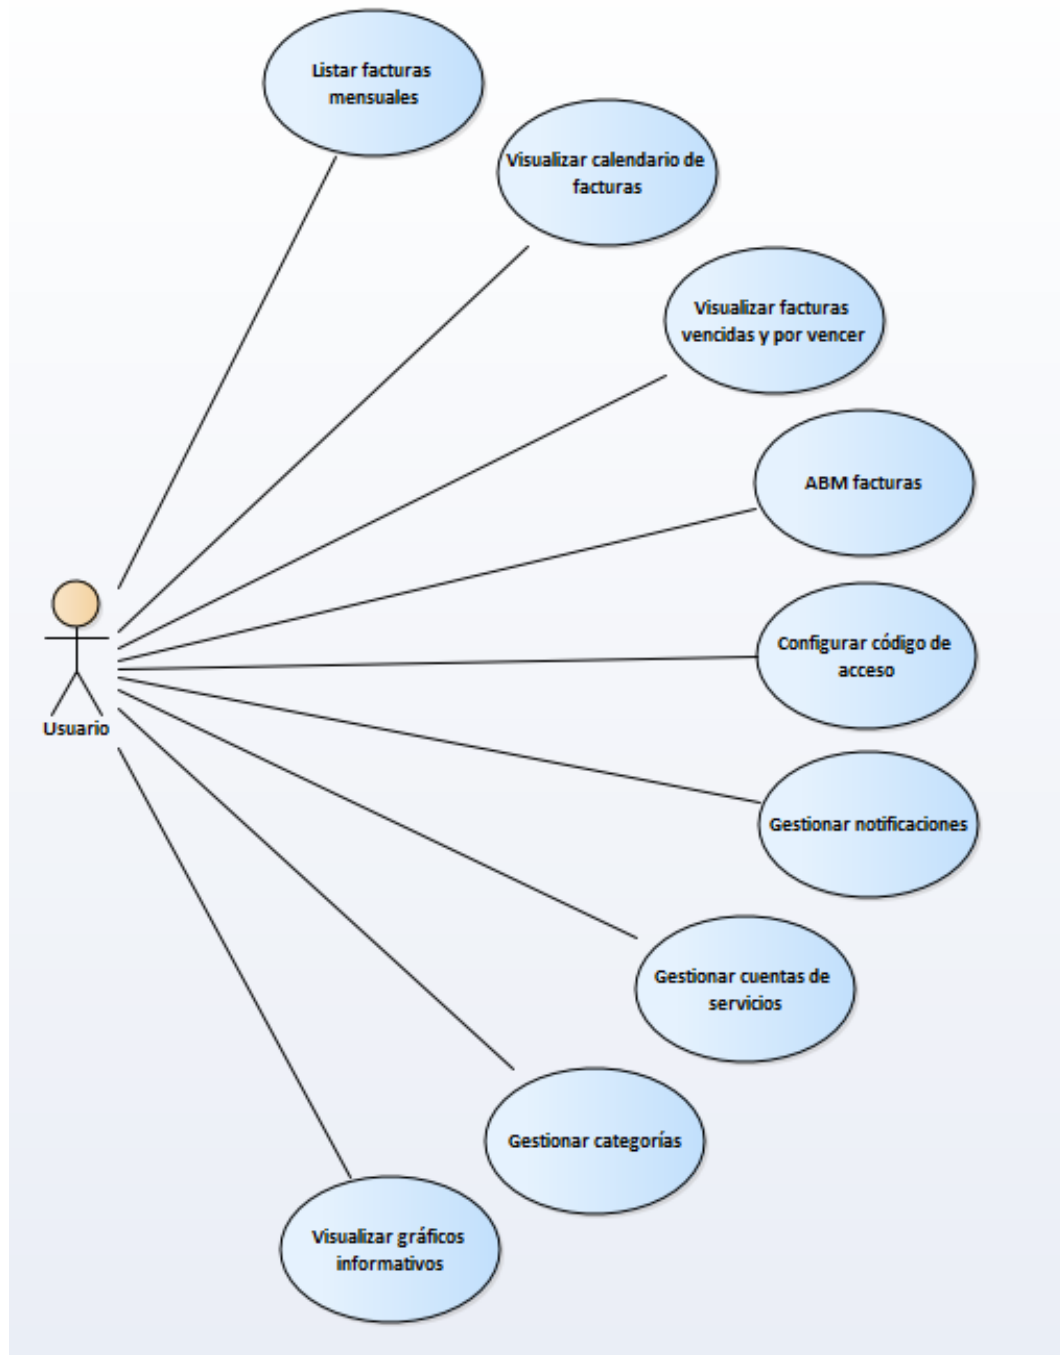 Listar facturas
mensuales
Visualizar calendario de
facturas
Visualizar facturas
vencidas y por vencer
ABM facturas
Configurar código de
acceso
Usuario
Gestionar notificaciones
Gestionar cuentas de
servicios
Gestionar categorías
Visualizar gráficos
informativos